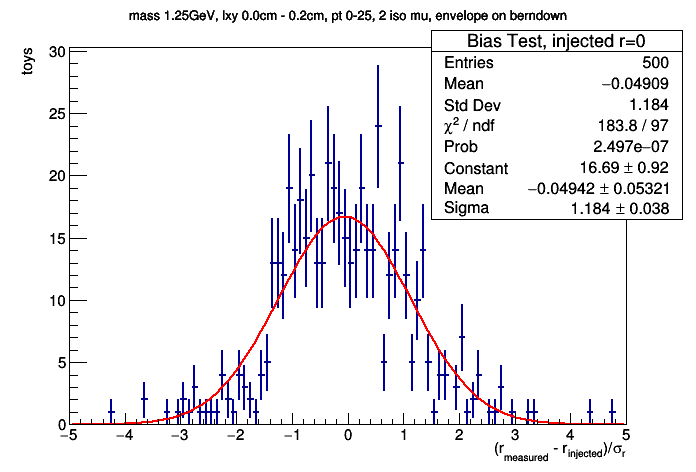 mass 1.25GeV, lxy 0.0cm - 0.2cm, pt 0-25, 2 iso mu, envelope on berndown
Bias Test, injected r=0
Entries 500
Mean −0.04909
Std Dev 1.184
χ² / ndf 183.8 / 97
Prob 2.497e−07
Constant 16.69 ± 0.92
Mean −0.04942 ± 0.05321
Sigma 1.184 ± 0.038
toys
30
25
20
15
10
5
0
−5 −4 −3 −2 −1 0 1 2 3 4 5
(r_measured - r_injected)/σ_r